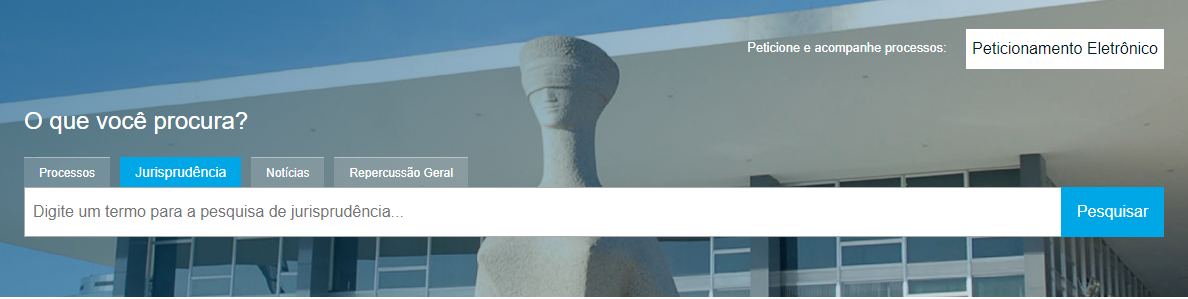 Peticione e acompanhe processos: Peticionamento Eletrônico
O que você procura?
Processos Jurisprudência Notícias Repercussão Geral
Digite um termo para a pesquisa de jurisprudência... Pesquisar